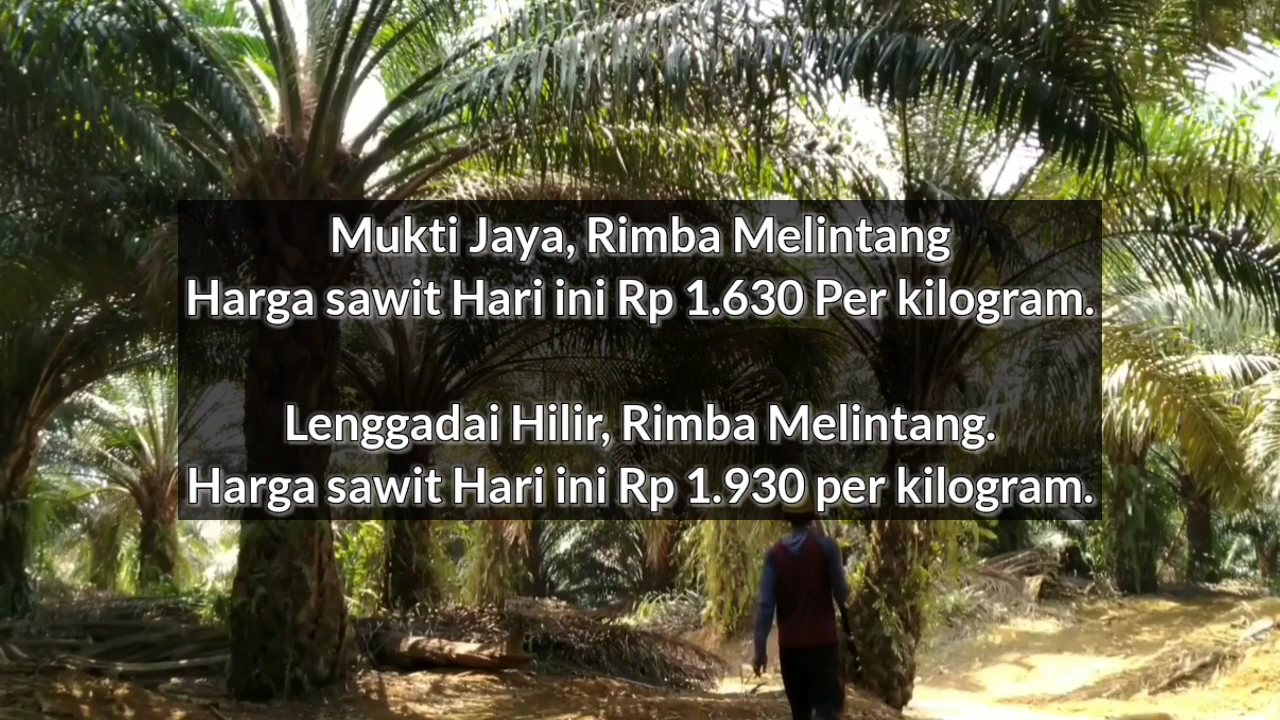 Mukti Jaya, Rimba Melintang
Harga sawit Hari ini Rp 1.630 Per kilogram.
Lenggadai Hilir, Rimba Melintang.
Harga sawit Hari ini Rp 1.930 per kilogram.